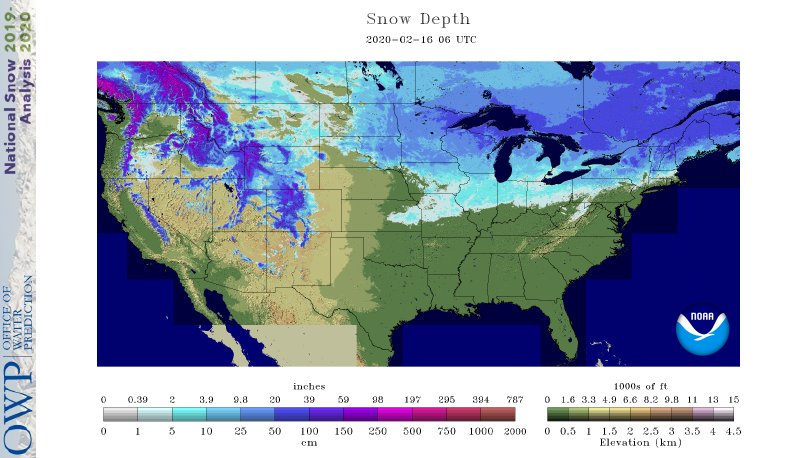 National Snow 2019-
Analysis 2020
OFFICE OF
WATER
PREDICTION
OWP
Snow Depth
2020-02-16 06 UTC
NOAA
inches
0 0.39 2 3.9 9.8 20 39 59 98 197 295 394 787
0 1 5 10 25 50 100 150 250 500 750 1000 2000
cm
1000s of ft
0 1.6 3.3 4.9 6.6 8.2 9.8 11 13 15
0 0.5 1 1.5 2 2.5 3 3.5 4 4.5
Elevation (km)